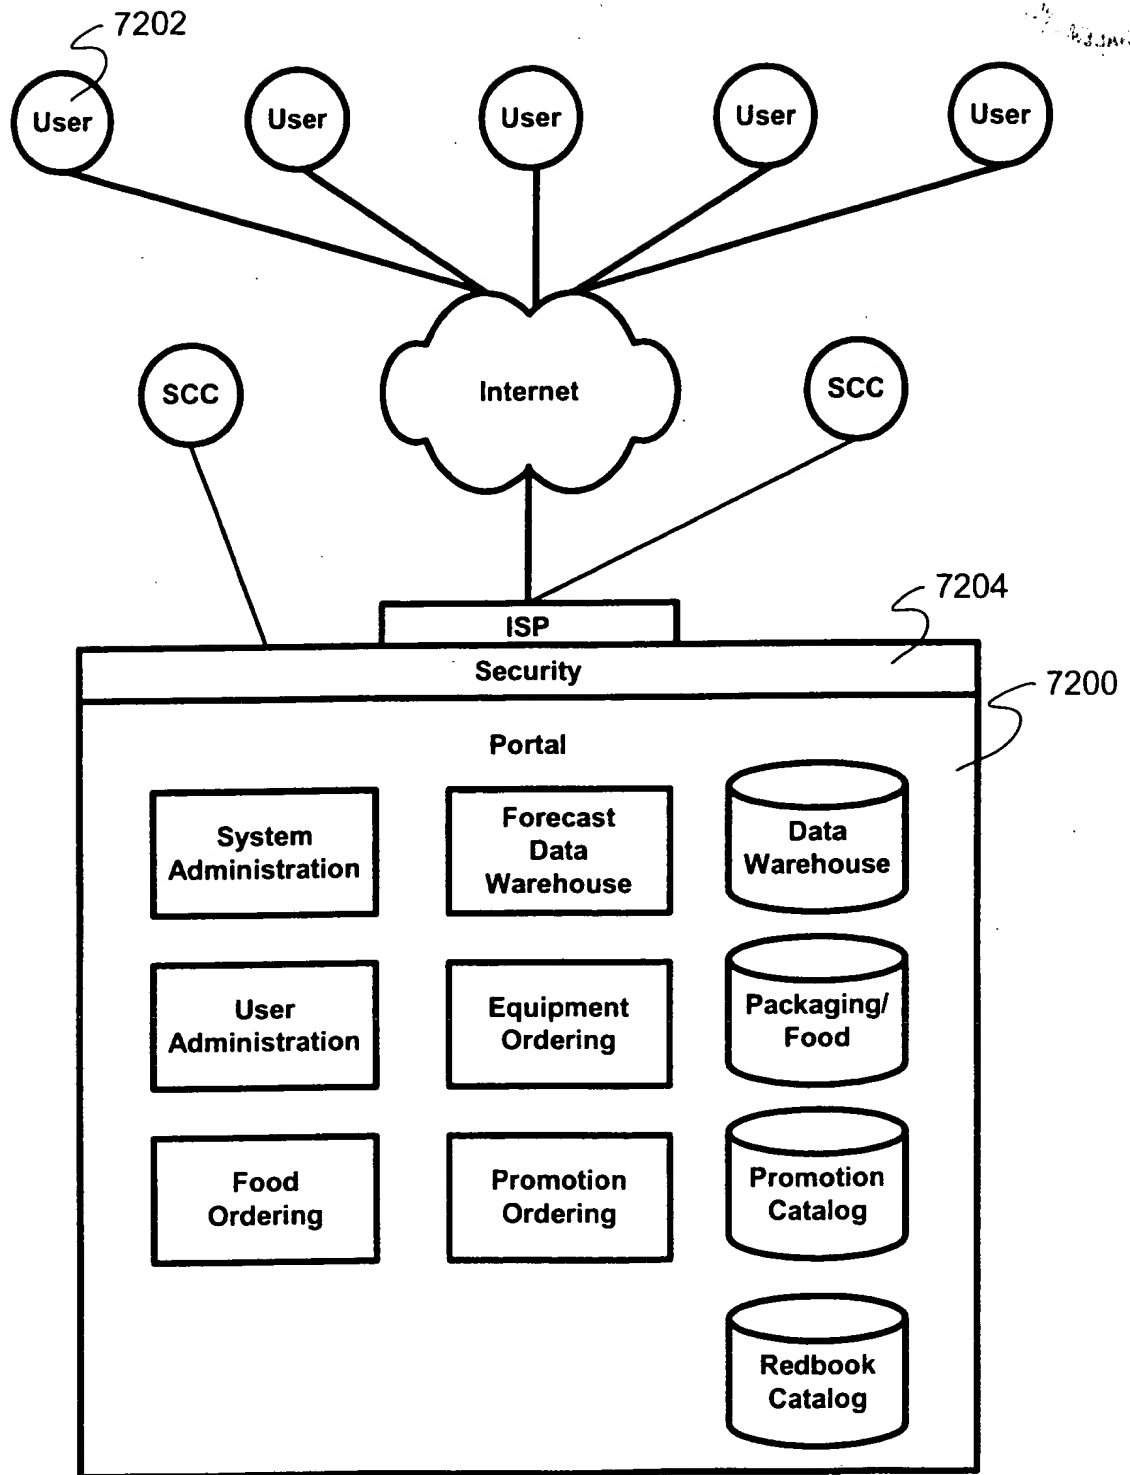 7202
User
User
User
User
User
SCC
Internet
SCC
ISP
7204
Security
7200
Portal
System
Administration
Forecast
Data
Warehouse
Data
Warehouse
User
Administration
Equipment
Ordering
Packaging/
Food
Food
Ordering
Promotion
Ordering
Promotion
Catalog
Redbook
Catalog